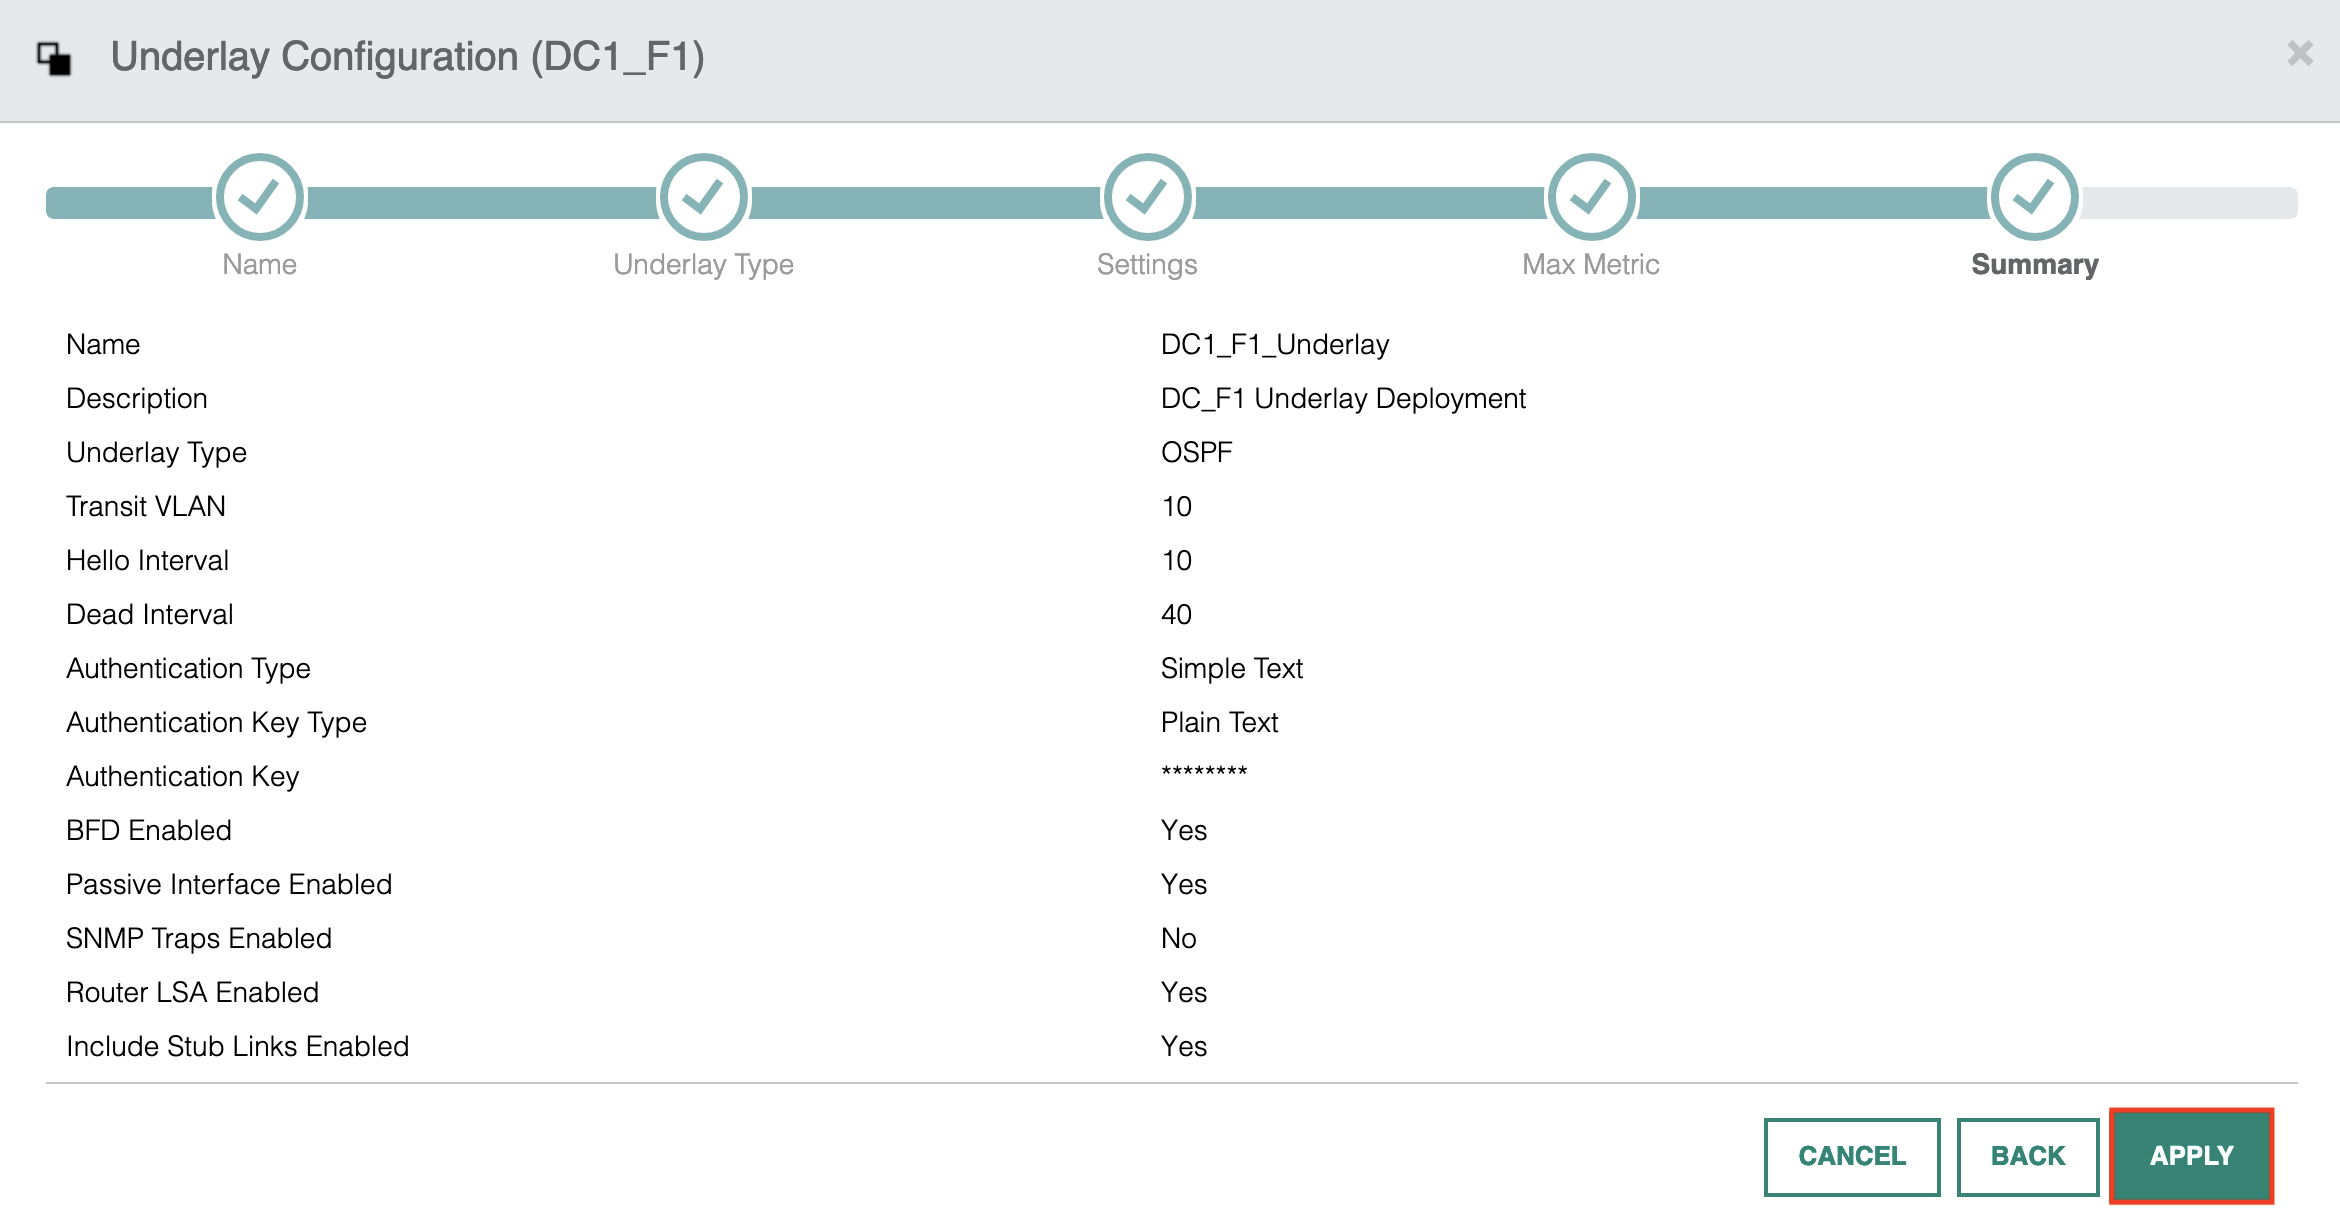 Underlay Configuration (DC1_F1)
Name
Underlay Type
Settings
Max Metric
Summary
Name DC1_F1_Underlay
Description DC_F1 Underlay Deployment
Underlay Type OSPF
Transit VLAN 10
Hello Interval 10
Dead Interval 40
Authentication Type Simple Text
Authentication Key Type Plain Text
Authentication Key ********
BFD Enabled Yes
Passive Interface Enabled Yes
SNMP Traps Enabled No
Router LSA Enabled Yes
Include Stub Links Enabled Yes
CANCEL BACK APPLY